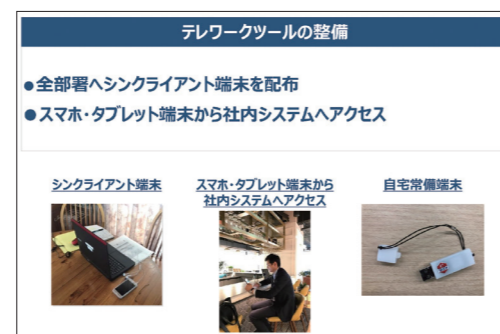 テレワークツールの整備
●全部署へシンクライアント端末を配布
●スマホ・タブレット端末から社内システムへアクセス
シンクライアント端末
スマホ・タブレット端末から
社内システムへアクセス
自宅常備端末